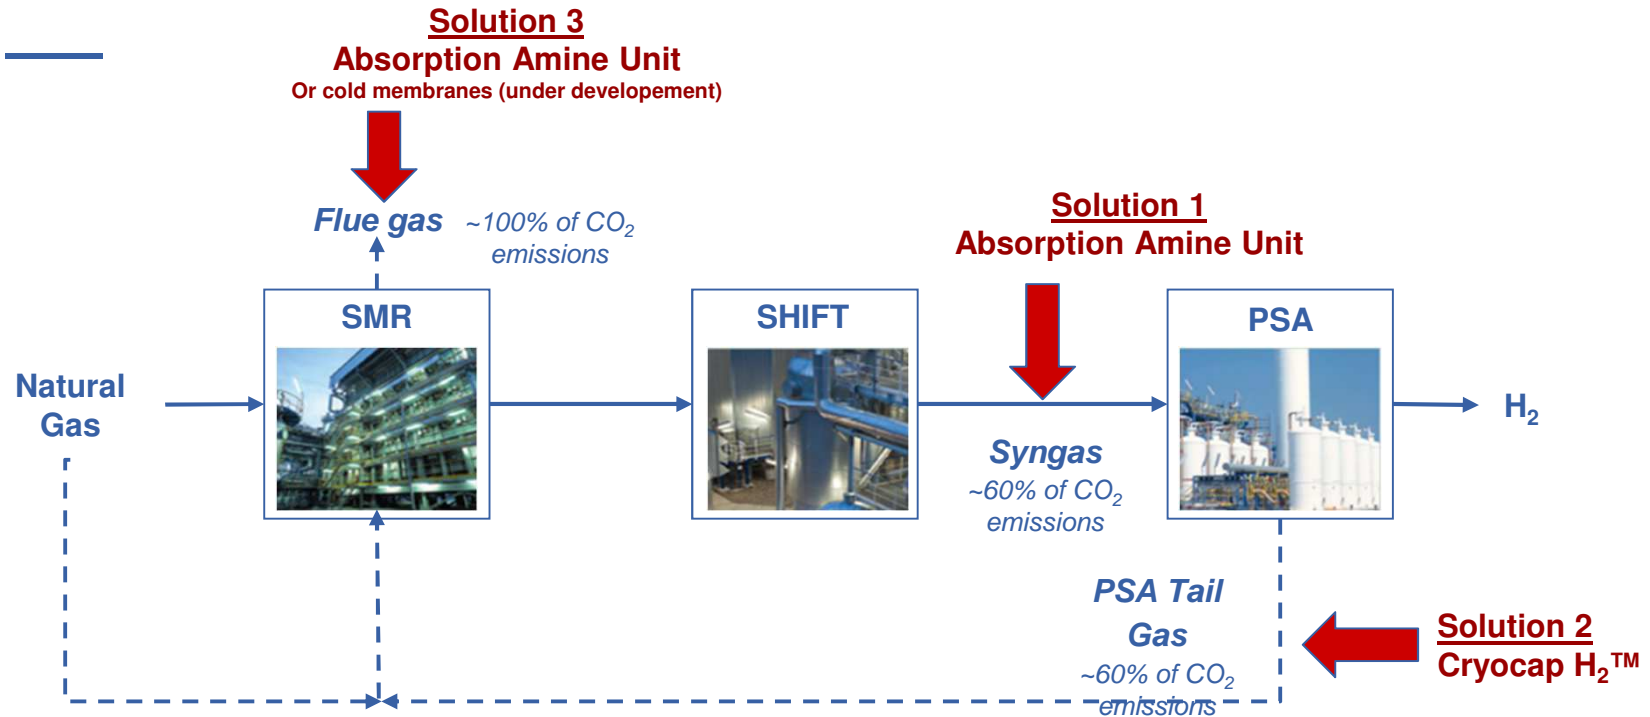 Solution 3
Absorption Amine Unit
Or cold membranes (under developement)
Flue gas ~100% of CO₂
emissions
Solution 1
Absorption Amine Unit
SMR
SHIFT
PSA
Natural
Gas
H₂
Syngas
~60% of CO₂
emissions
PSA Tail
Gas
~60% of CO₂
emissions
Solution 2
Cryocap H₂™